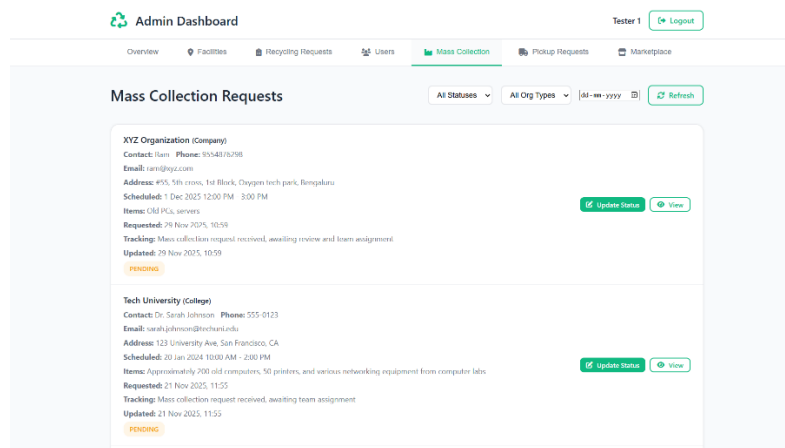 Admin Dashboard
Tester 1
Logout
Overview
Facilities
Recycling Requests
Users
Mass Collection
Pickup Requests
Marketplace
Mass Collection Requests
All Statuses
All Org Types
dd-mm-yyyy
Refresh
XYZ Organization (Company)
Contact: Ram Phone: 9554876298
Email: ram@xyz.com
Address: #55, 5th cross, 1st Block, Oxygen tech park, Bengaluru
Scheduled: 1 Dec 2025 12:00 PM - 3:00 PM
Items: Old PCs, servers
Requested: 29 Nov 2025, 10:59
Tracking: Mass collection request received, awaiting review and team assignment
Updated: 29 Nov 2025, 10:59
PENDING
Update Status
View
Tech University (College)
Contact: Dr. Sarah Johnson Phone: 555-0123
Email: sarah.johnson@techuni.edu
Address: 123 University Ave, San Francisco, CA
Scheduled: 20 Jan 2024 10:00 AM - 2:00 PM
Items: Approximately 200 old computers, 50 printers, and various networking equipment from computer labs
Requested: 21 Nov 2025, 11:55
Tracking: Mass collection request received, awaiting team assignment
Updated: 21 Nov 2025, 11:55
PENDING
Update Status
View